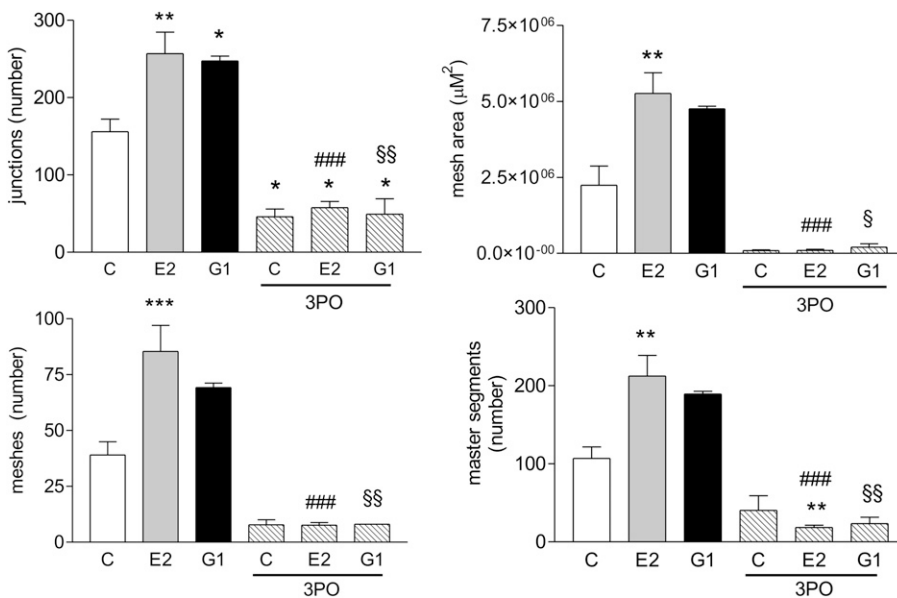 junctions (number)
300
200
100
0
**
*
*
###
*
§§
*
C E2 G1 C E2 G1
3PO
mesh area (μM²)
7.5×10⁰⁶
5.0×10⁰⁶
2.5×10⁰⁶
0.0×10⁻⁰⁰
**
###
§
C E2 G1 C E2 G1
3PO
meshes (number)
100
75
50
25
0
***
###
§§
C E2 G1 C E2 G1
3PO
master segments
(number)
300
200
100
0
**
###
**
§§
C E2 G1 C E2 G1
3PO